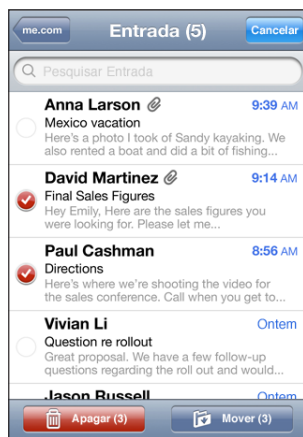 me.com
Entrada (5)
Cancelar
Pesquisar Entrada
Anna Larson
9:39 AM
Mexico vacation
Here's a photo I took of Sandy kayaking. We
also rented a boat and did a bit of fishing...
David Martinez
9:14 AM
Final Sales Figures
Hey Emily, Here are the sales figures you
were looking for. Please let me...
Paul Cashman
8:56 AM
Directions
Here's where we're shooting the video for
the sales conference. Call when you get to...
Vivian Li
Ontem
Question re rollout
Great proposal. We have a few follow-up
questions regarding the roll out and would...
Jason Russell
Ontem
Apagar (3)
Mover (3)